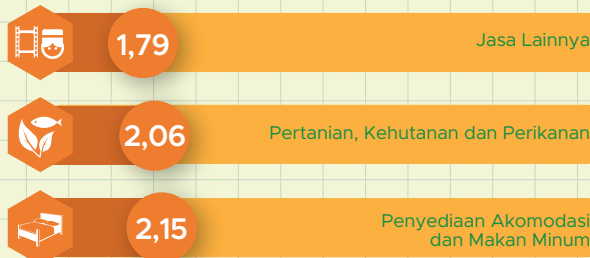 1,79
Jasa Lainnya
2,06
Pertanian, Kehutanan dan Perikanan
2,15
Penyediaan Akomodasi
dan Makan Minum